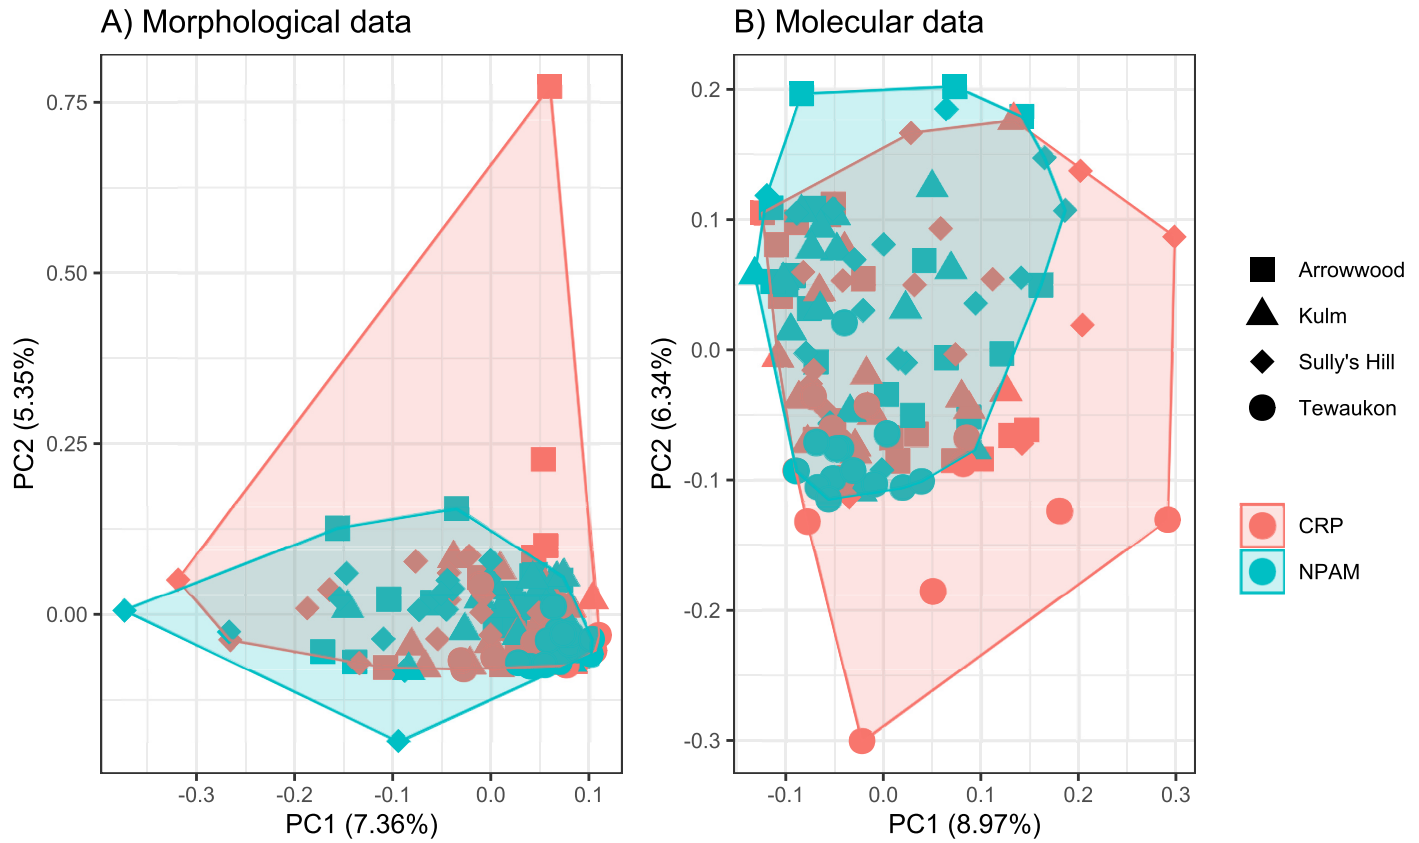 A) Morphological data
0.75
0.50
0.25
0.00
PC2 (5.35%)
-0.3
-0.2
-0.1
0.0
0.1
PC1 (7.36%)
B) Molecular data
0.2
0.1
0.0
-0.1
-0.2
-0.3
PC2 (6.34%)
-0.1
0.0
0.1
0.2
0.3
PC1 (8.97%)
Arrowwood
Kulm
Sully's Hill
Tewaukon
CRP
NPAM